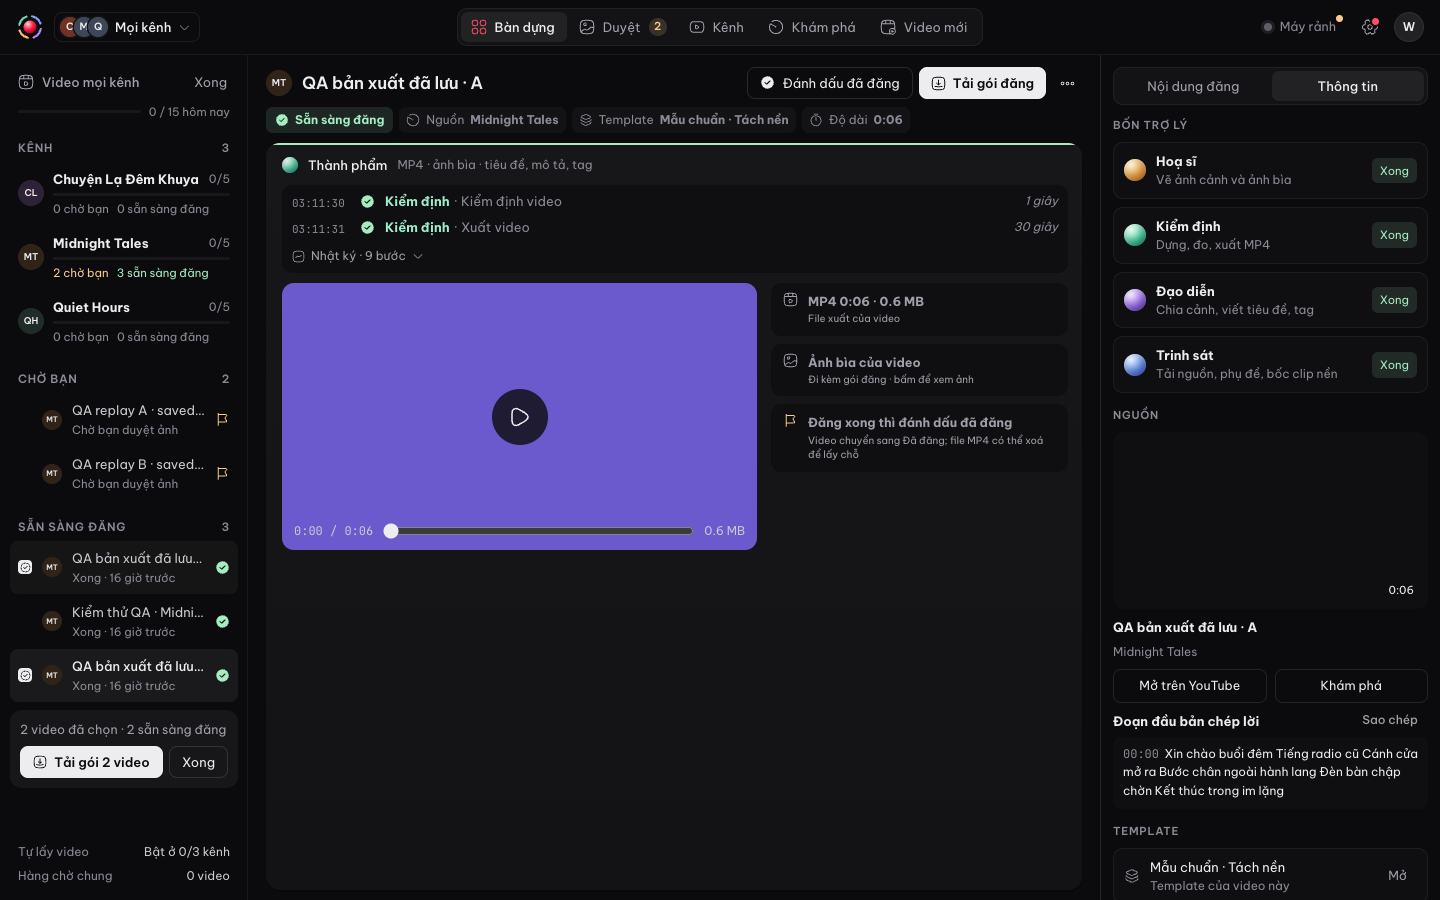 C M Q Mọi kênh
Bàn dựng
Duyệt 2
Kênh
Khám phá
Video mới
Máy rảnh
W
Video mọi kênh
Xong
0 / 15 hôm nay
KÊNH 3
CL
Chuyện Lạ Đêm Khuya 0/5
0 chờ bạn 0 sẵn sàng đăng
MT
Midnight Tales 0/5
2 chờ bạn 3 sẵn sàng đăng
QH
Quiet Hours 0/5
0 chờ bạn 0 sẵn sàng đăng
CHỜ BẠN 2
MT
QA replay A · saved...
Chờ bạn duyệt ảnh
MT
QA replay B · saved...
Chờ bạn duyệt ảnh
SẴN SÀNG ĐĂNG 3
MT
QA bản xuất đã lưu...
Xong · 16 giờ trước
MT
Kiểm thử QA · Midni...
Xong · 16 giờ trước
MT
QA bản xuất đã lưu...
Xong · 16 giờ trước
2 video đã chọn · 2 sẵn sàng đăng
Tải gói 2 video
Xong
Tự lấy video Bật ở 0/3 kênh
Hàng chờ chung 0 video
MT
QA bản xuất đã lưu · A
Đánh dấu đã đăng
Tải gói đăng
Sẵn sàng đăng
Nguồn Midnight Tales
Template Mẫu chuẩn · Tách nền
Độ dài 0:06
Thành phẩm MP4 · ảnh bìa · tiêu đề, mô tả, tag
03:11:30 Kiểm định · Kiểm định video 1 giây
03:11:31 Kiểm định · Xuất video 30 giây
Nhật ký · 9 bước
0:00 / 0:06
0.6 MB
MP4 0:06 · 0.6 MB
File xuất của video
Ảnh bìa của video
Đi kèm gói đăng · bấm để xem ảnh
Đăng xong thì đánh dấu đã đăng
Video chuyển sang Đã đăng; file MP4 có thể xoá
để lấy chỗ
Nội dung đăng
Thông tin
BỐN TRỢ LÝ
Hoạ sĩ
Vẽ ảnh cảnh và ảnh bìa
Xong
Kiểm định
Dựng, đo, xuất MP4
Xong
Đạo diễn
Chia cảnh, viết tiêu đề, tag
Xong
Trinh sát
Tải nguồn, phụ đề, bốc clip nền
Xong
NGUỒN
0:06
QA bản xuất đã lưu · A
Midnight Tales
Mở trên YouTube
Khám phá
Đoạn đầu bản chép lời
Sao chép
00:00 Xin chào buổi đêm Tiếng radio cũ Cánh cửa
mở ra Bước chân ngoài hành lang Đèn bàn chập
chờn Kết thúc trong im lặng
TEMPLATE
Mẫu chuẩn · Tách nền
Template của video này
Mở